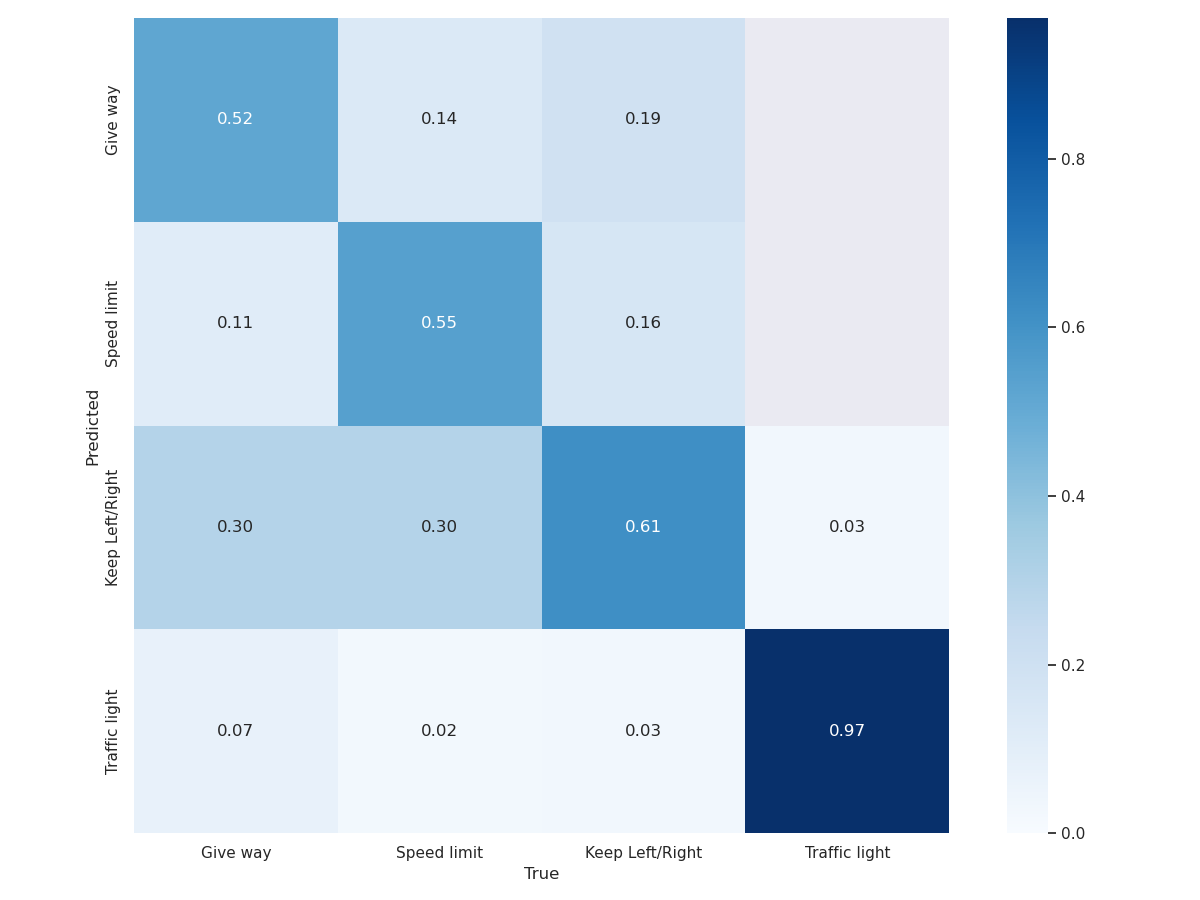 Give way
0.52 0.14 0.19
0.8
Speed limit
0.11 0.55 0.16
0.6
Predicted
0.4
Keep Left/Right
0.30 0.30 0.61 0.03
0.2
Traffic light
0.07 0.02 0.03 0.97
0.0
Give way Speed limit Keep Left/Right Traffic light
True